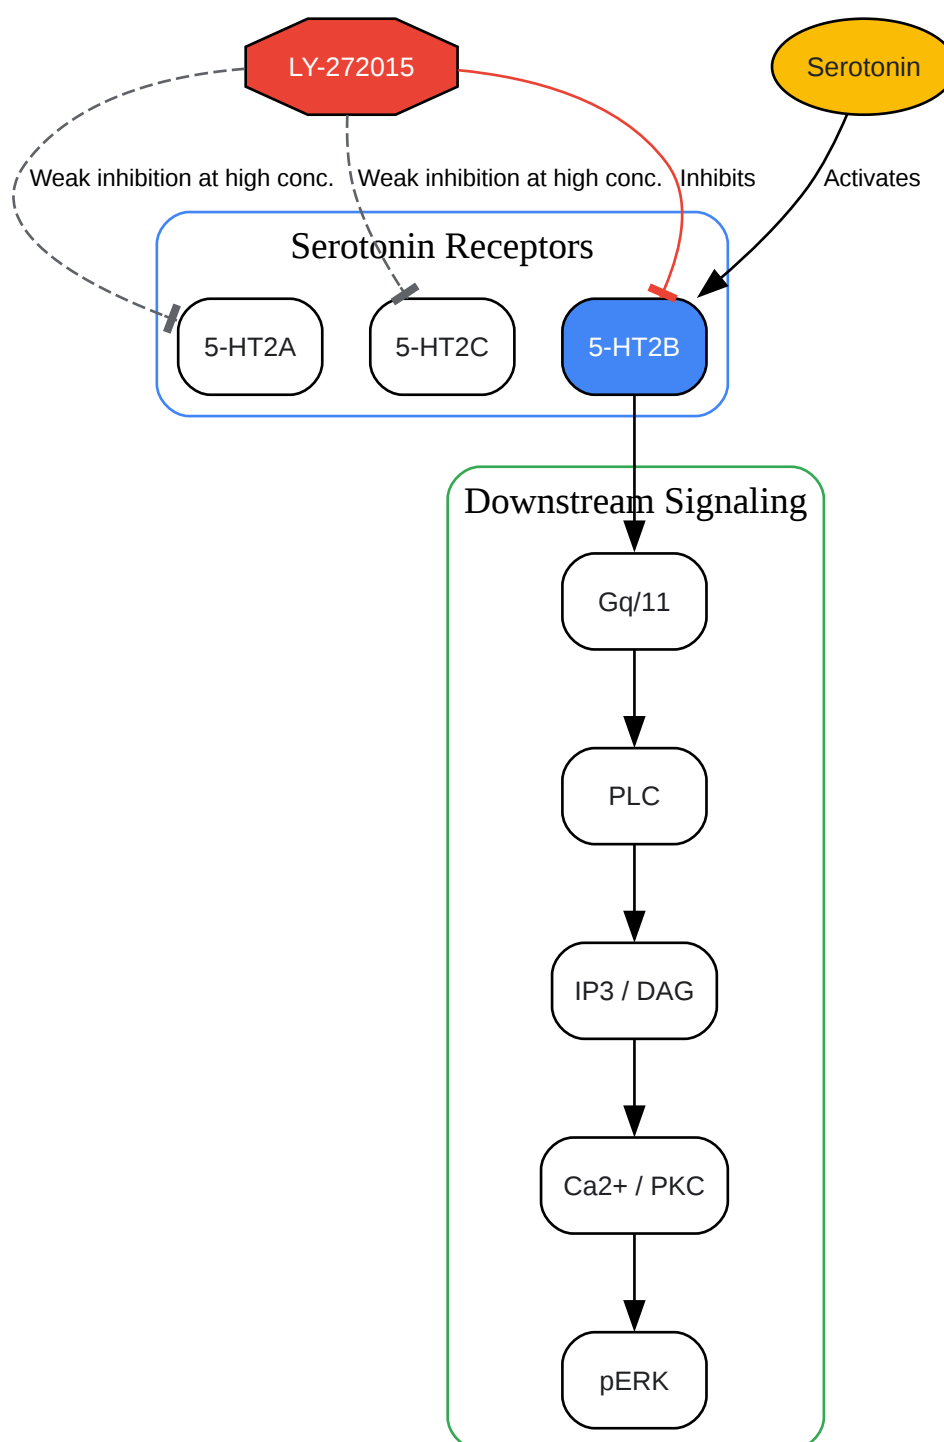 LY-272015
Serotonin
Weak inhibition at high conc.
Weak inhibition at high conc.
Inhibits
Activates
Serotonin Receptors
5-HT2A
5-HT2C
5-HT2B
Downstream Signaling
Gq/11
PLC
IP3 / DAG
Ca2+ / PKC
pERK